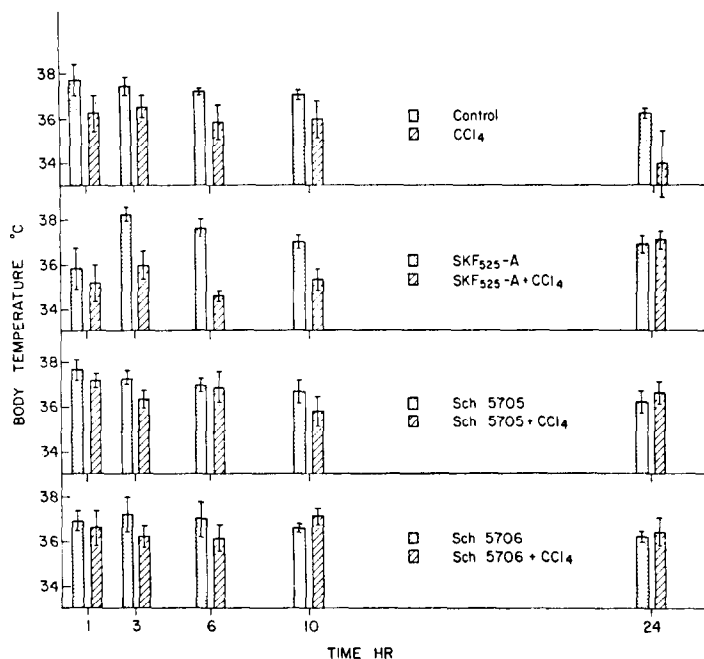 38
36
34
Control
CCl4
38
36
34
SKF525-A
SKF525-A + CCl4
38
36
34
Sch 5705
Sch 5705 + CCl4
38
36
34
Sch 5706
Sch 5706 + CCl4
BODY TEMPERATURE °C
1 3 6 10 24
TIME HR